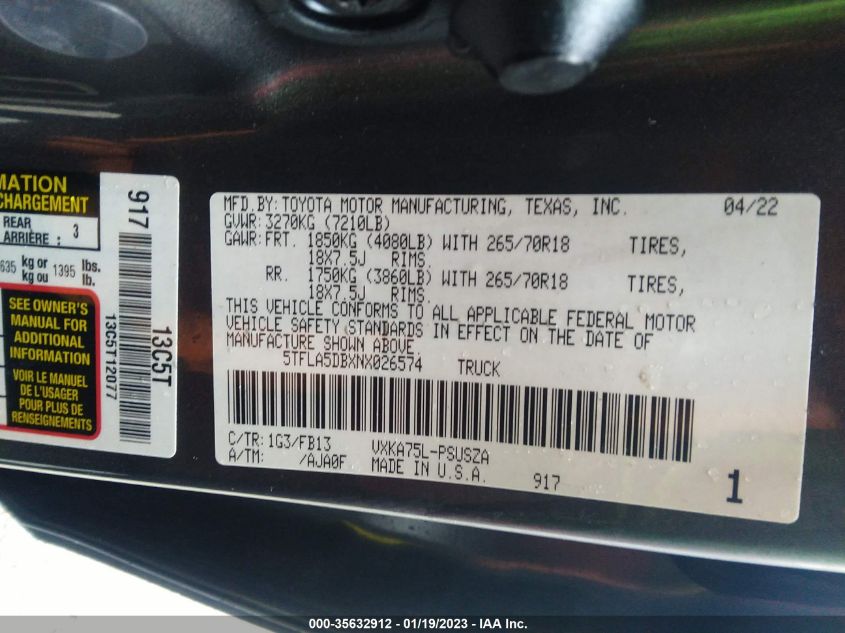 MATION
CHARGEMENT
REAR
ARRIÈRE : 3
635 kg or 1395 lbs.
kg ou lb.
SEE OWNER'S
MANUAL FOR
ADDITIONAL
INFORMATION
VOIR LE MANUEL
DE L'USAGER
POUR PLUS DE
RENSEIGNEMENTS
917
13C5T
13C5T12077
MFD.BY: TOYOTA MOTOR MANUFACTURING, TEXAS, INC. 04/22
GVWR: 3270KG (7210LB)
GAWR: FRT. 1850KG (4080LB) WITH 265/70R18 TIRES,
18X7.5J RIMS.
RR. 1750KG (3860LB) WITH 265/70R18 TIRES,
18X7.5J RIMS.
THIS VEHICLE CONFORMS TO ALL APPLICABLE FEDERAL MOTOR
VEHICLE SAFETY STANDARDS IN EFFECT ON THE DATE OF
MANUFACTURE SHOWN ABOVE.
5TFLA5DBXNX026574 TRUCK
C/TR: 1G3/FB13 VXKA75L-PSUSZA
A/TM: /AJA0F MADE IN U.S.A. 917 1
000-35632912 - 01/19/2023 - IAA Inc.